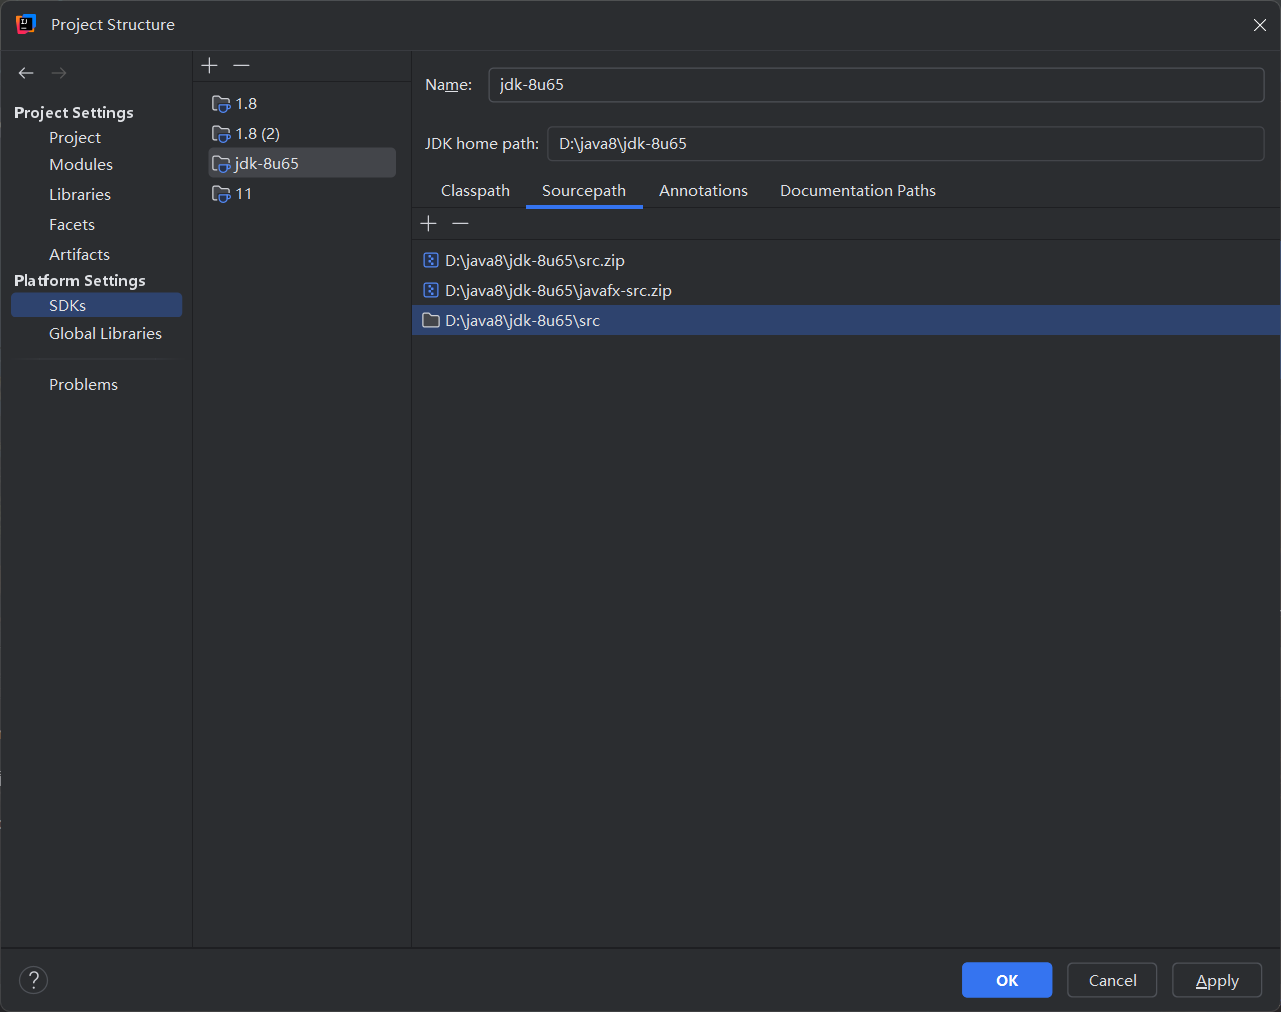 Project Structure
Project Settings
Project
Modules
Libraries
Facets
Artifacts
Platform Settings
SDKs
Global Libraries
Problems
1.8
1.8 (2)
jdk-8u65
11
Name: jdk-8u65
JDK home path: D:\java8\jdk-8u65
Classpath Sourcepath Annotations Documentation Paths
D:\java8\jdk-8u65\src.zip
D:\java8\jdk-8u65\javafx-src.zip
D:\java8\jdk-8u65\src
? OK Cancel Apply